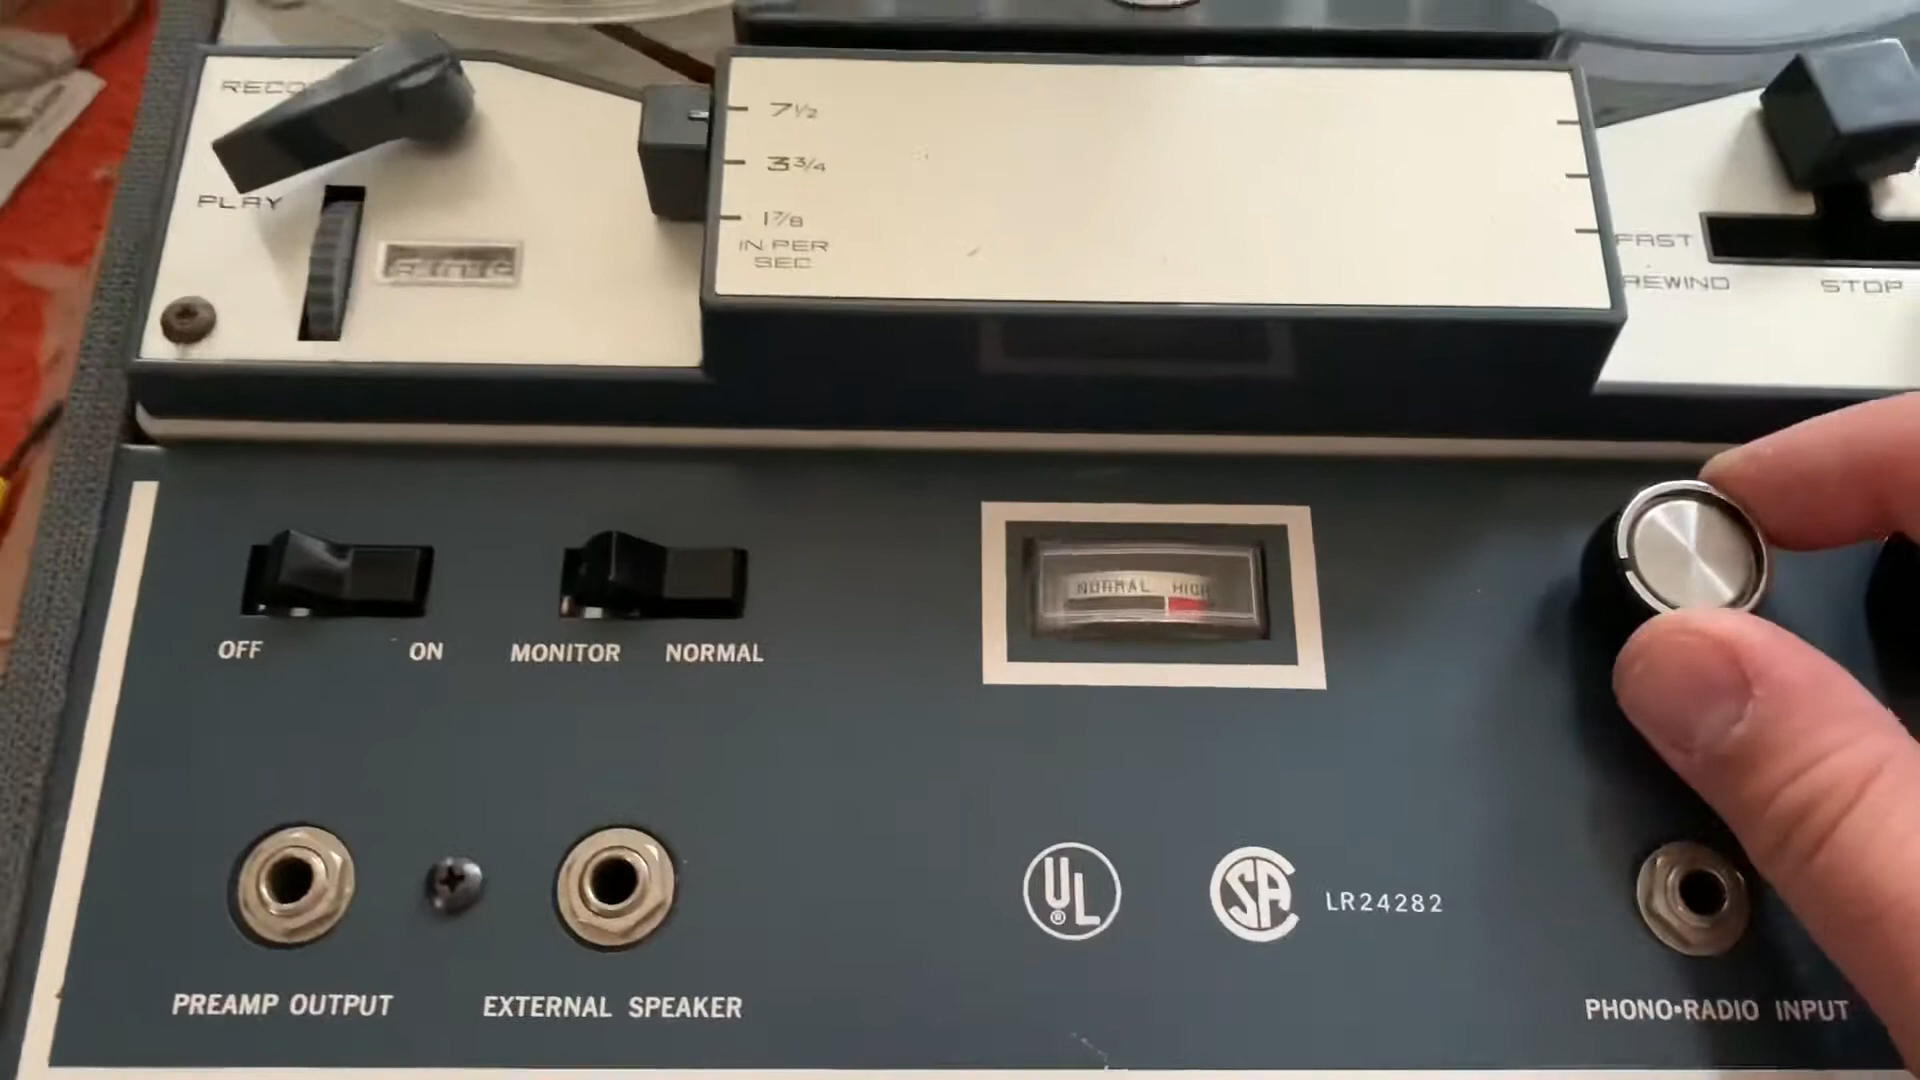 RECO
7½
3¾
1⅞
IN PER
SEC
PLAY
FAST
REWIND
STOP
NORMAL HIGH
OFF ON
MONITOR NORMAL
UL®
SA LR24282
PREAMP OUTPUT
EXTERNAL SPEAKER
PHONO•RADIO INPUT